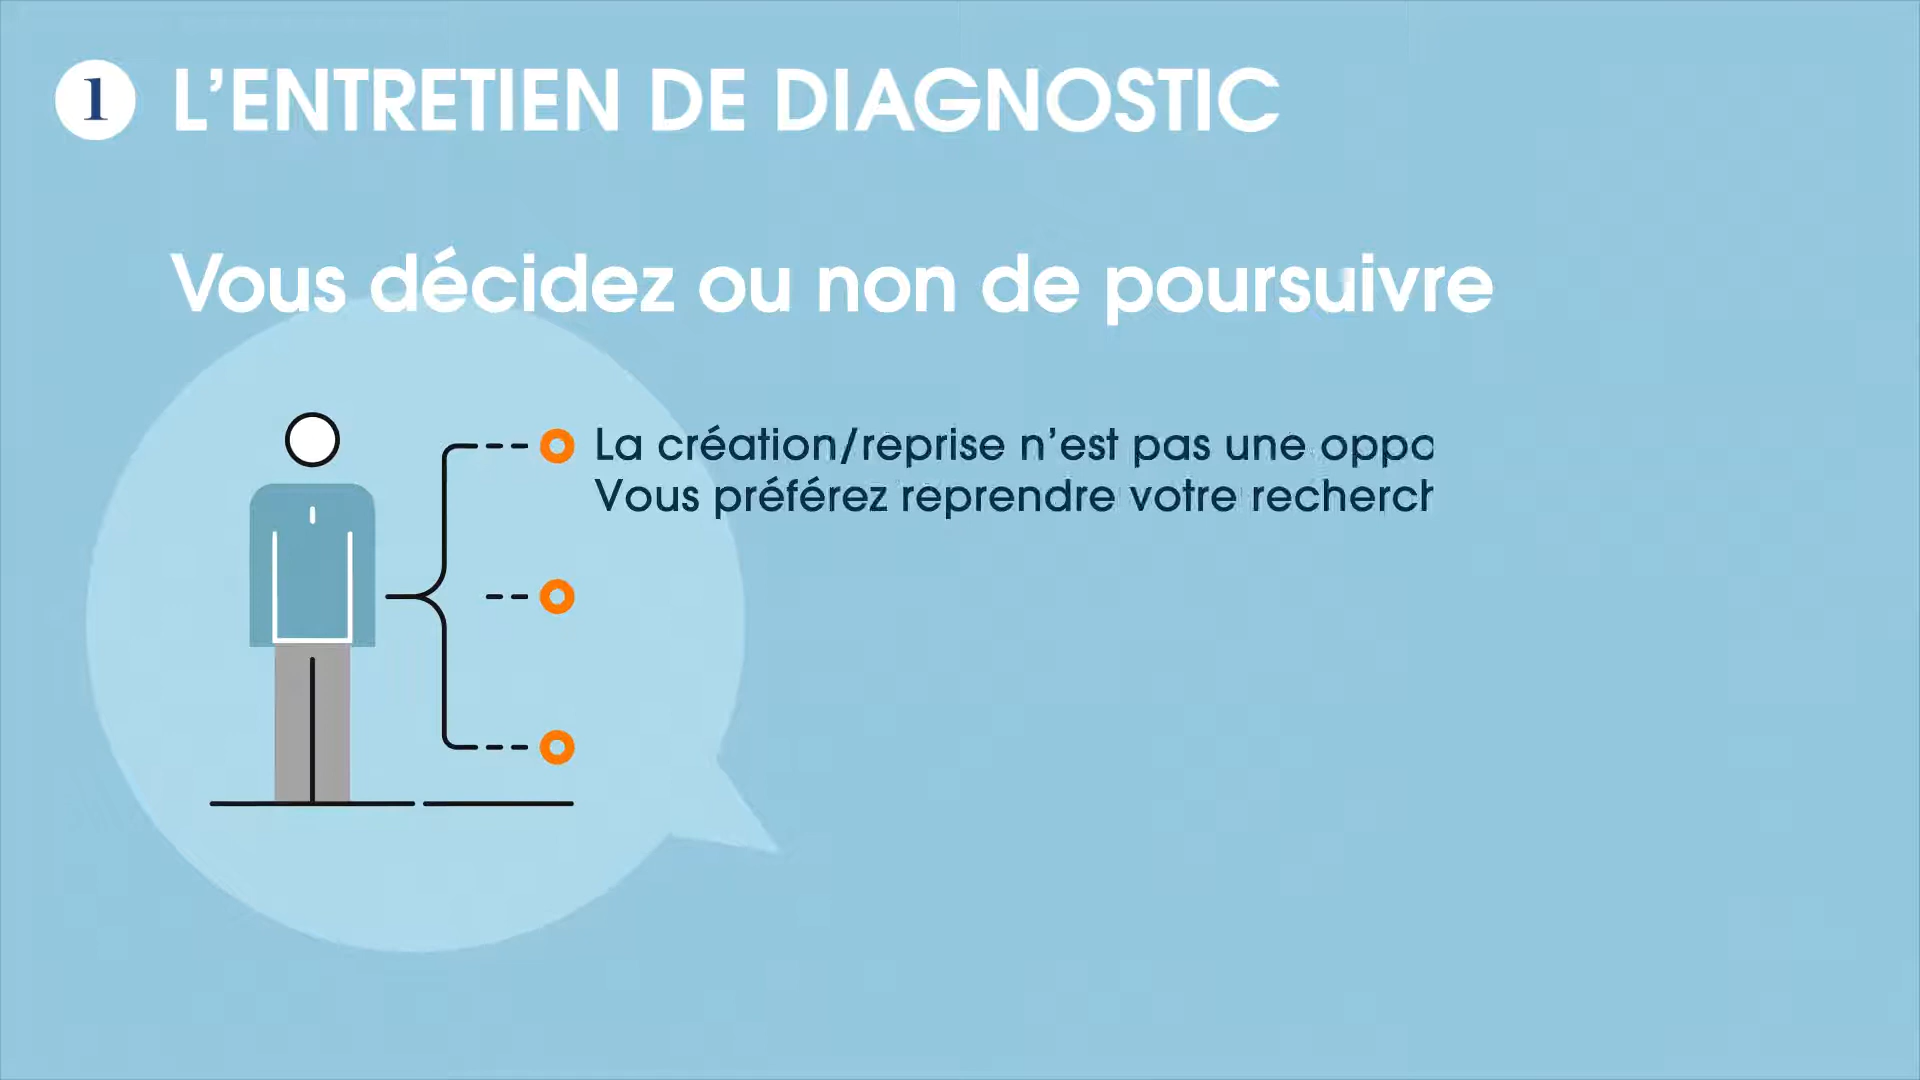 1 L’ENTRETIEN DE DIAGNOSTIC
Vous décidez ou non de poursuivre
La création/reprise n’est pas une
Vous préférez reprendre votre